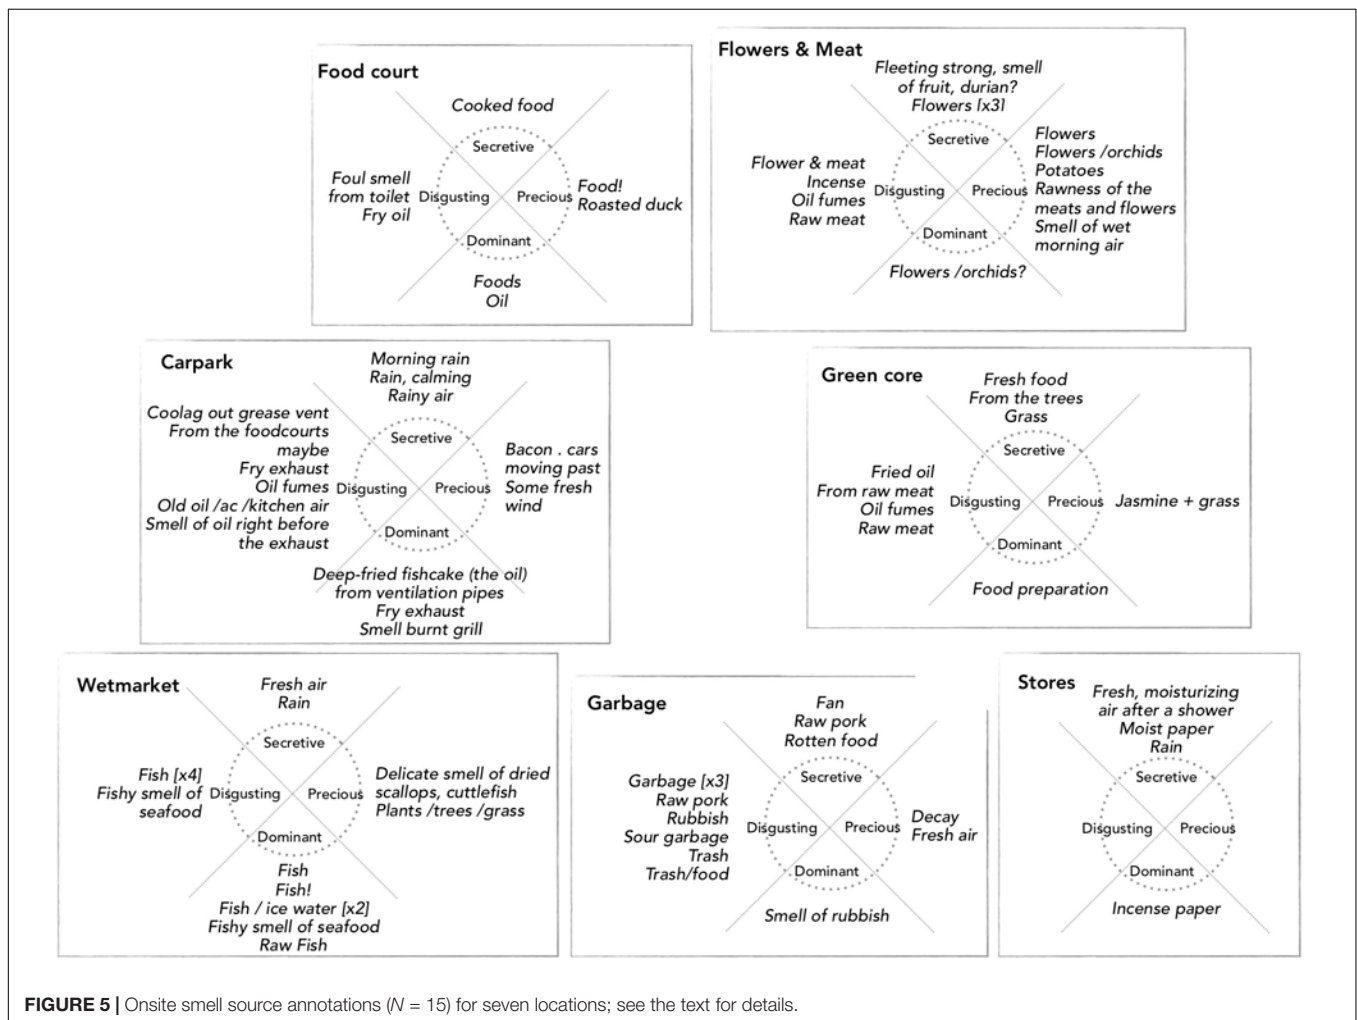 Food court
Cooked food
Secretive
Foul smell
from toilet
Fry oil
Disgusting
Precious
Food!
Roasted duck
Dominant
Foods
Oil
Flowers & Meat
Fleeting strong, smell
of fruit, durian?
Flowers [x3]
Secretive
Flower & meat
Incense
Oil fumes
Raw meat
Disgusting
Precious
Flowers
Flowers /orchids
Potatoes
Rawness of the
meats and flowers
Smell of wet
morning air
Dominant
Flowers /orchids?
Carpark
Morning rain
Rain, calming
Rainy air
Secretive
Coolag out grease vent
From the foodcourts
maybe
Fry exhaust
Oil fumes
Old oil /ac /kitchen air
Smell of oil right before
the exhaust
Disgusting
Precious
Bacon . cars
moving past
Some fresh
wind
Dominant
Deep-fried fishcake (the oil)
from ventilation pipes
Fry exhaust
Smell burnt grill
Green core
Fresh food
From the trees
Grass
Secretive
Fried oil
From raw meat
Oil fumes
Raw meat
Disgusting
Precious
Jasmine + grass
Dominant
Food preparation
Wetmarket
Fresh air
Rain
Secretive
Fish [x4]
Fishy smell of
seafood
Disgusting
Precious
Delicate smell of dried
scallops, cuttlefish
Plants /trees /grass
Dominant
Fish
Fish!
Fish / ice water [x2]
Fishy smell of seafood
Raw Fish
Garbage
Fan
Raw pork
Rotten food
Secretive
Garbage [x3]
Raw pork
Rubbish
Sour garbage
Trash
Trash/food
Disgusting
Precious
Decay
Fresh air
Dominant
Smell of rubbish
Stores
Fresh, moisturizing
air after a shower
Moist paper
Rain
Secretive
Disgusting
Precious
Dominant
Incense paper
FIGURE 5 | Onsite smell source annotations (N = 15) for seven locations; see the text for details.